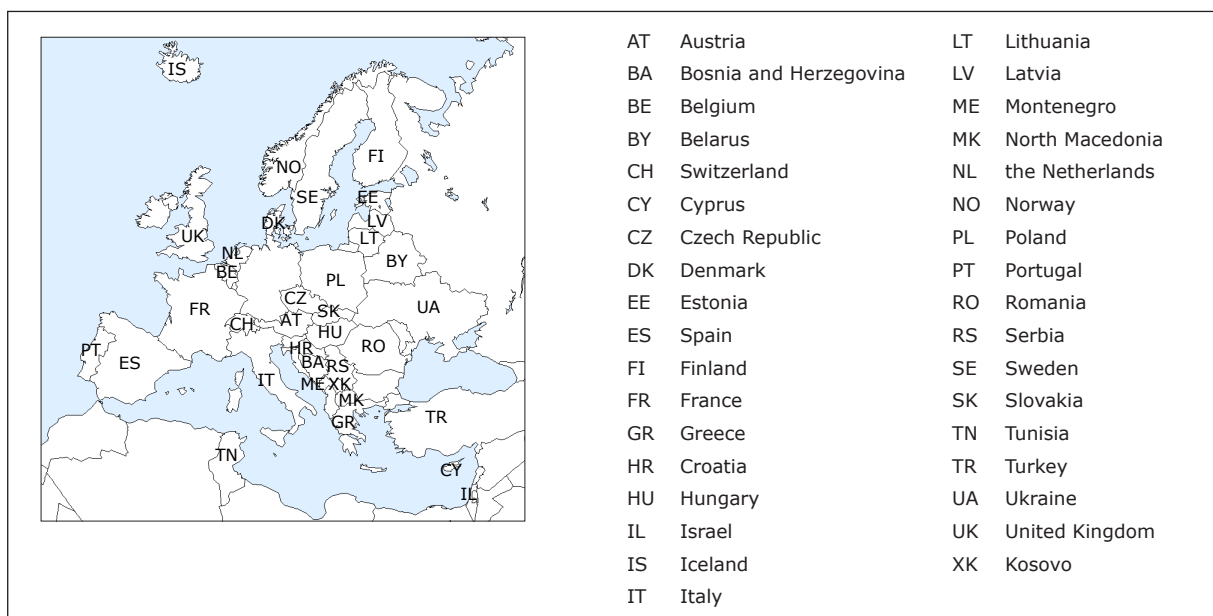 IS
NO
FI
SE
EE
DK
LV
LT
UK
NL
BE
BY
PL
CZ
SK
UA
FR
CH
AT
HU
RO
HR
BA
RS
PT
ES
IT
ME
XK
MK
GR
TR
TN
CY
IL
AT Austria
BA Bosnia and Herzegovina
BE Belgium
BY Belarus
CH Switzerland
CY Cyprus
CZ Czech Republic
DK Denmark
EE Estonia
ES Spain
FI Finland
FR France
GR Greece
HR Croatia
HU Hungary
IL Israel
IS Iceland
IT Italy
LT Lithuania
LV Latvia
ME Montenegro
MK North Macedonia
NL the Netherlands
NO Norway
PL Poland
PT Portugal
RO Romania
RS Serbia
SE Sweden
SK Slovakia
TN Tunisia
TR Turkey
UA Ukraine
UK United Kingdom
XK Kosovo